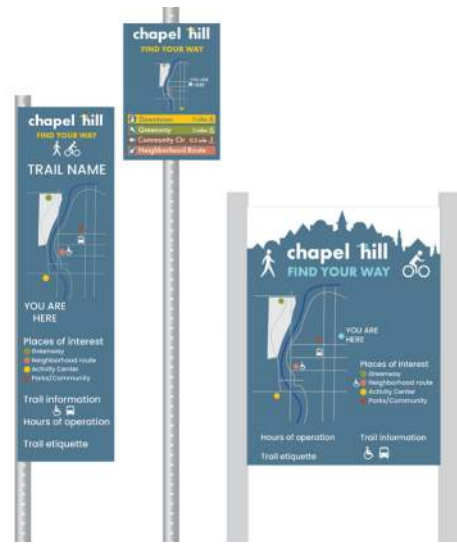 chapel hill
FIND YOUR WAY
TRAIL NAME
YOU ARE
HERE
Places of interest
Greenway
Neighborhood route
Activity Center
Parks/Community
Trail information
Hours of operation
Trail etiquette
chapel hill
FIND YOUR WAY
YOU ARE
HERE
Downtown
Greenway
Community Ctr
Neighborhood Route
chapel hill
FIND YOUR WAY
YOU ARE
HERE
Places of interest
Greenway
Neighborhood route
Activity Center
Parks/Community
Hours of operation
Trail information
Trail etiquette